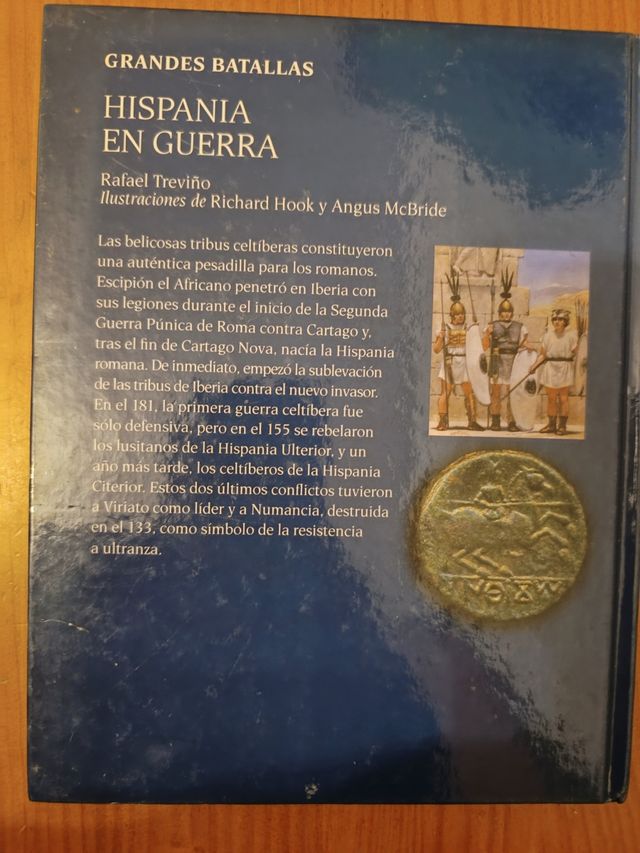 GRANDES BATALLAS
HISPANIA
EN GUERRA
Rafael Treviño
Ilustraciones de Richard Hook y Angus McBride
Las belicosas tribus celtíberas constituyeron
una auténtica pesadilla para los romanos.
Escipión el Africano penetró en Iberia con
sus legiones durante el inicio de la Segunda
Guerra Púnica de Roma contra Cartago y,
tras el fin de Cartago Nova, nacía la Hispania
romana. De inmediato, empezó la sublevación
de las tribus de Iberia contra el nuevo invasor.
En el 181, la primera guerra celtíbera fue
sólo defensiva, pero en el 155 se rebelaron
los lusitanos de la Hispania Ulterior, y un
año más tarde, los celtíberos de la Hispania
Citerior. Estos dos últimos conflictos tuvieron
a Viriato como líder y a Numancia, destruida
en el 133, como símbolo de la resistencia
a ultranza.